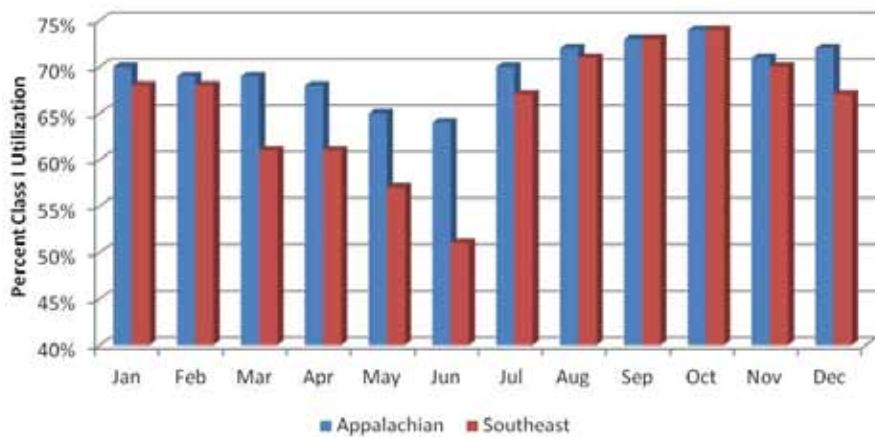 Percent Class I Utilization
75%
70%
65%
60%
55%
50%
45%
40%
Jan Feb Mar Apr May Jun Jul Aug Sep Oct Nov Dec
Appalachian Southeast